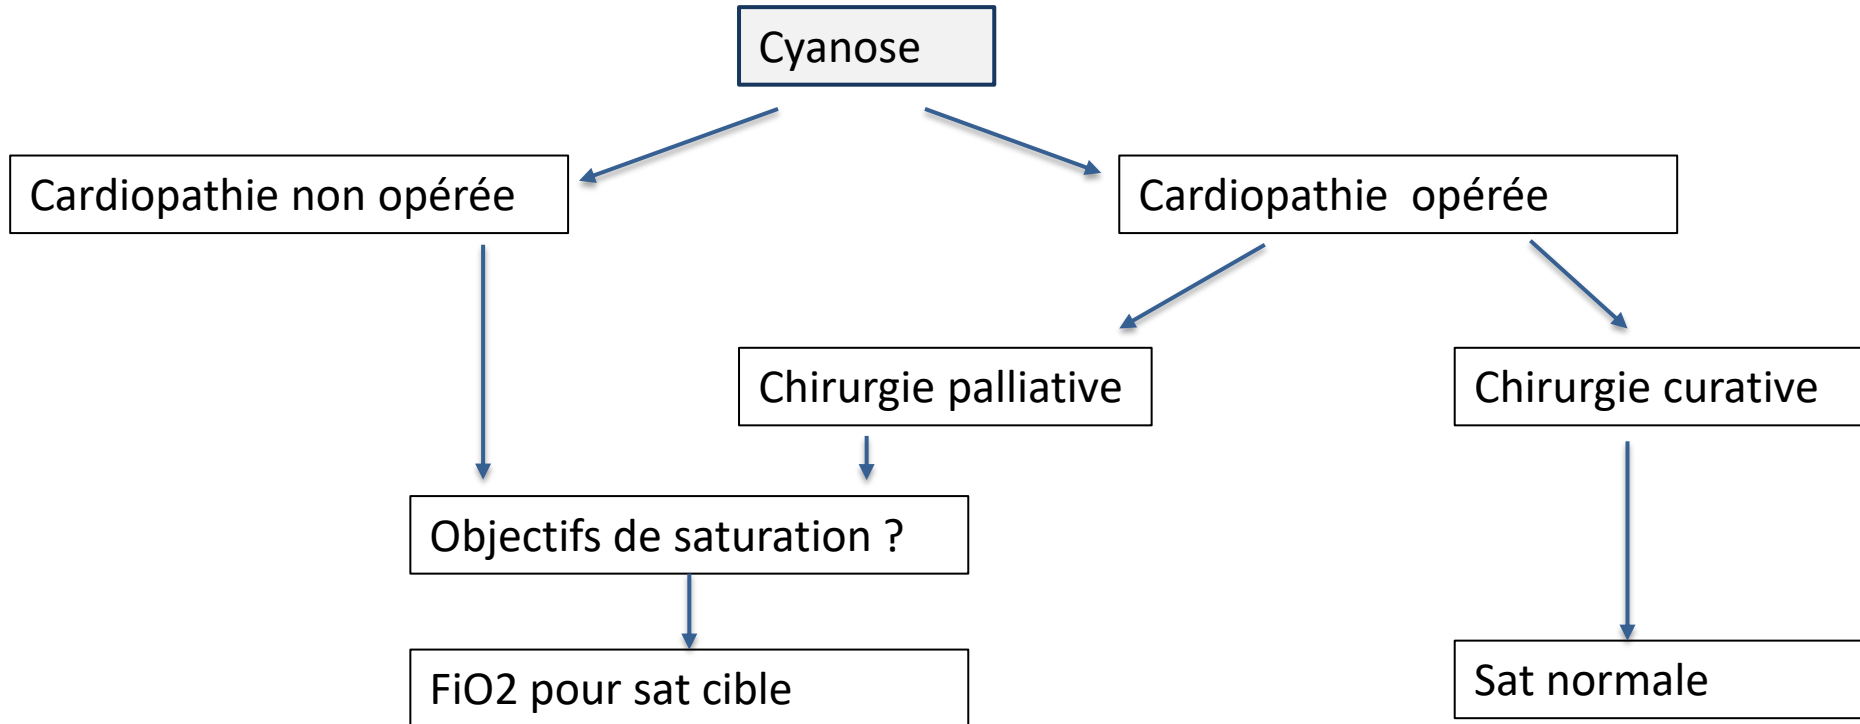 Cyanose
Cardiopathie non opérée
Cardiopathie opérée
Chirurgie palliative
Chirurgie curative
Objectifs de saturation ?
FiO2 pour sat cible
Sat normale